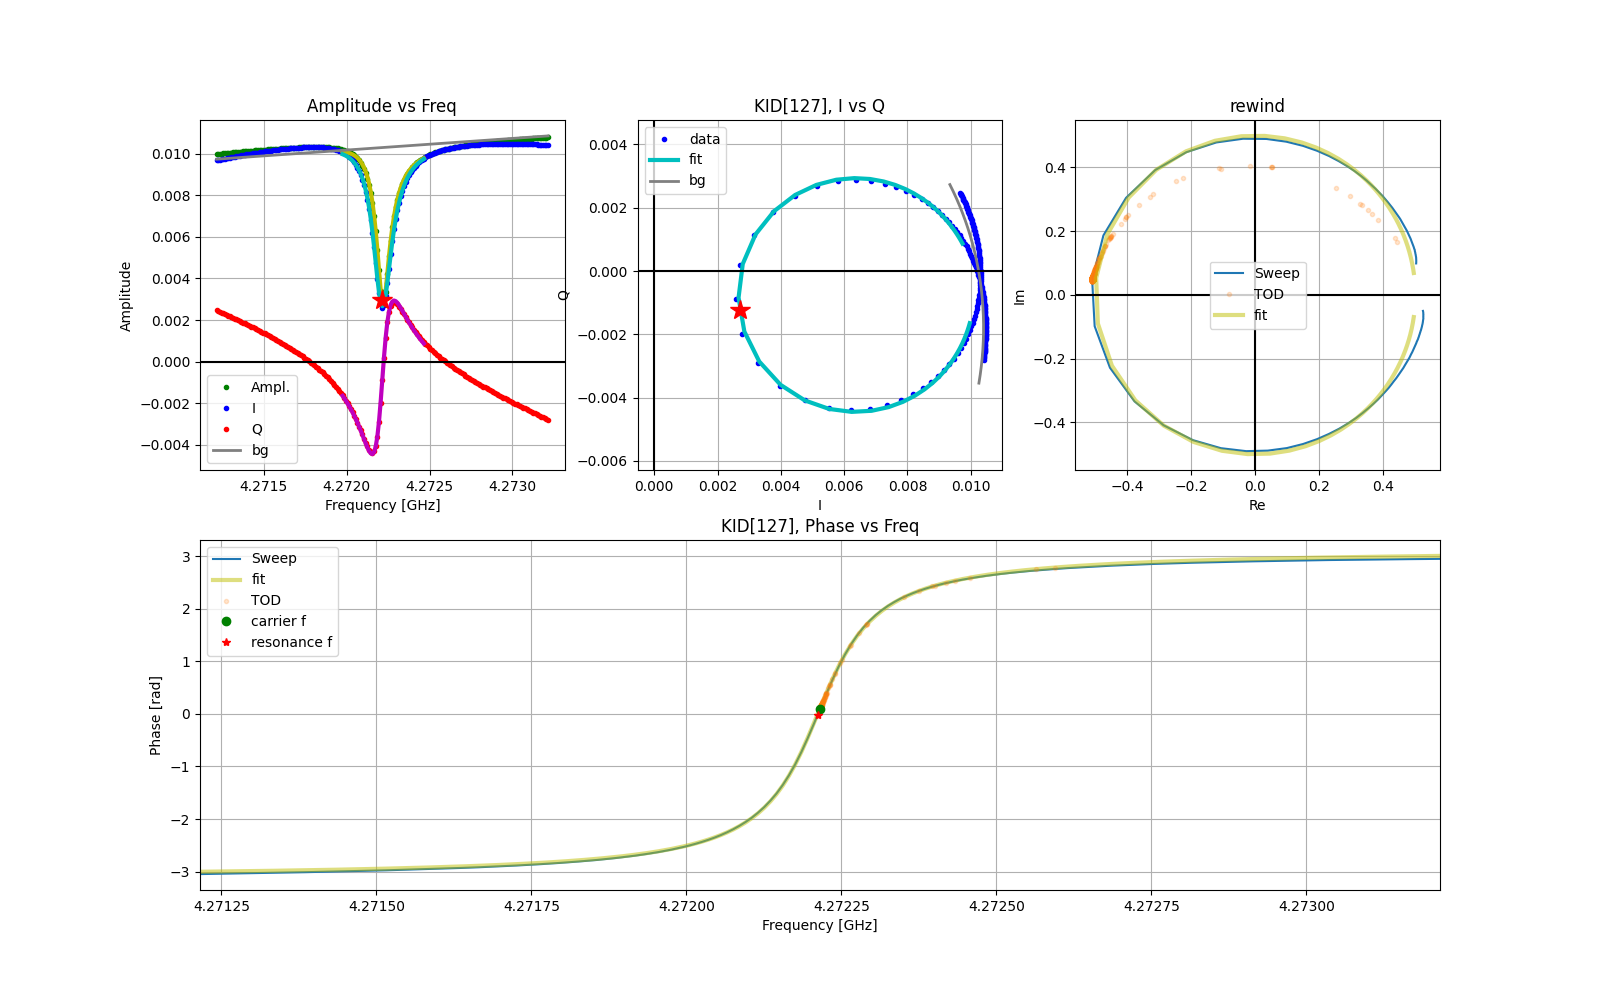 Amplitude vs Freq
0.010
0.008
0.006
0.004
0.002
0.000
−0.002
−0.004
Amplitude
Ampl.
I
Q
bg
4.2715
4.2720
4.2725
4.2730
Frequency [GHz]
KID[127], I vs Q
0.004
0.002
0.000
−0.002
−0.004
−0.006
Q
data
fit
bg
0.000
0.002
0.004
0.006
0.008
0.010
I
rewind
0.4
0.2
0.0
−0.2
−0.4
Im
Sweep
TOD
fit
−0.4
−0.2
0.0
0.2
0.4
Re
KID[127], Phase vs Freq
3
2
1
0
−1
−2
−3
Phase [rad]
Sweep
fit
TOD
carrier f
resonance f
4.27125
4.27150
4.27175
4.27200
4.27225
4.27250
4.27275
4.27300
Frequency [GHz]